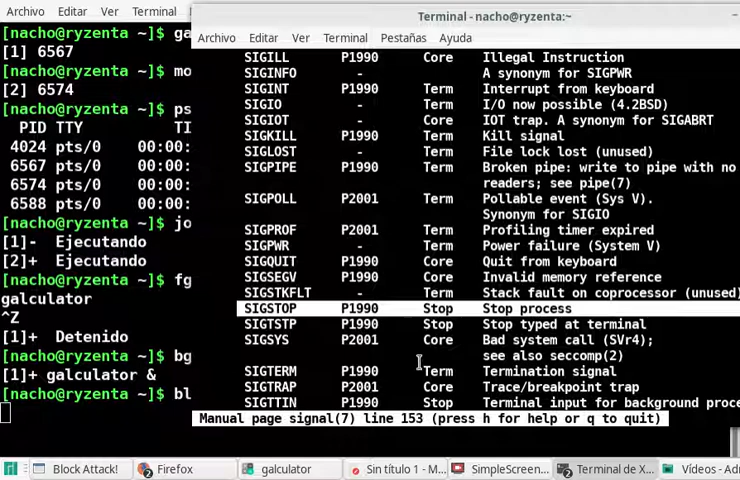 Archivo Editar Ver Terminal
[nacho@ryzenta ~]$ ga
[1] 6567
[nacho@ryzenta ~]$ mo
[2] 6574
[nacho@ryzenta ~]$ ps
PID TTY TI
4024 pts/0 00:00:
6567 pts/0 00:00:
6574 pts/0 00:00:
6588 pts/0 00:00:
[nacho@ryzenta ~]$ jo
[1]- Ejecutando
[2]+ Ejecutando
[nacho@ryzenta ~]$ fg
galculator
^Z
[1]+ Detenido
[nacho@ryzenta ~]$ bg
[1]+ galculator &
[nacho@ryzenta ~]$ bl
Terminal - nacho@ryzenta:~
Archivo Editar Ver Terminal Pestañas Ayuda
SIGILL P1990 Core Illegal Instruction
SIGINFO - A synonym for SIGPWR
SIGINT P1990 Term Interrupt from keyboard
SIGIO - Term I/O now possible (4.2BSD)
SIGIOT - Core IOT trap. A synonym for SIGABRT
SIGKILL P1990 Term Kill signal
SIGLOST - Term File lock lost (unused)
SIGPIPE P1990 Term Broken pipe: write to pipe with no
readers; see pipe(7)
SIGPOLL P2001 Term Pollable event (Sys V).
Synonym for SIGIO
SIGPROF P2001 Term Profiling timer expired
SIGPWR - Term Power failure (System V)
SIGQUIT P1990 Core Quit from keyboard
SIGSEGV P1990 Core Invalid memory reference
SIGSTKFLT - Term Stack fault on coprocessor (unused)
SIGSTOP P1990 Stop Stop process
SIGTSTP P1990 Stop Stop typed at terminal
SIGSYS P2001 Core Bad system call (SVr4);
see also seccomp(2)
SIGTERM P1990 Term Termination signal
SIGTRAP P2001 Core Trace/breakpoint trap
SIGTTIN P1990 Stop Terminal input for background proce
Manual page signal(7) line 153 (press h for help or q to quit)
Block Attack! Firefox galculator Sin título 1 - M... SimpleScreen... 2 Terminal de X... Vídeos - Ad